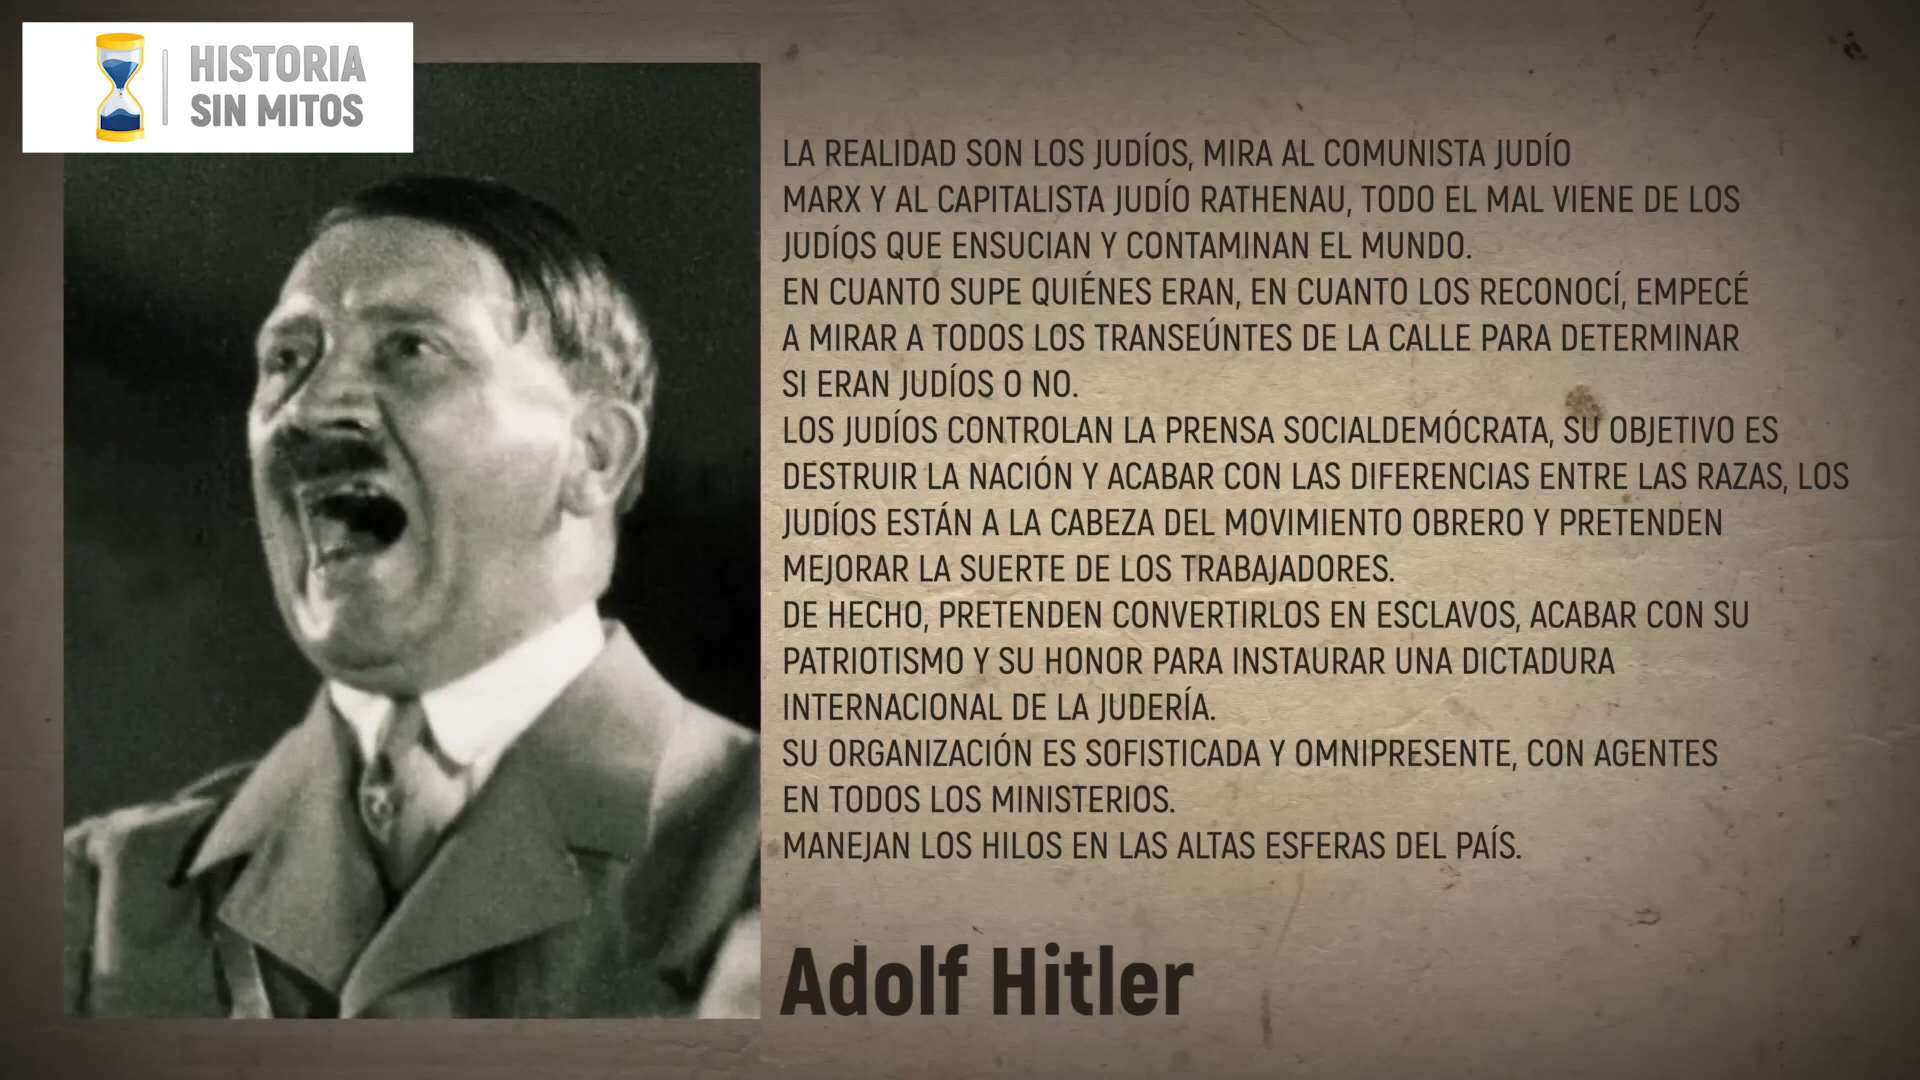 HISTORIA
SIN MITOS
LA REALIDAD SON LOS JUDÍOS, MIRA AL COMUNISTA JUDÍO
MARX Y AL CAPITALISTA JUDÍO RATHENAU, TODO EL MAL VIENE DE LOS
JUDÍOS QUE ENSUCIAN Y CONTAMINAN EL MUNDO.
EN CUANTO SUPE QUIÉNES ERAN, EN CUANTO LOS RECONOCÍ, EMPECÉ
A MIRAR A TODOS LOS TRANSEÚNTES DE LA CALLE PARA DETERMINAR
SI ERAN JUDÍOS O NO.
LOS JUDÍOS CONTROLAN LA PRENSA SOCIALDEMÓCRATA, SU OBJETIVO ES
DESTRUIR LA NACIÓN Y ACABAR CON LAS DIFERENCIAS ENTRE LAS RAZAS, LOS
JUDÍOS ESTÁN A LA CABEZA DEL MOVIMIENTO OBRERO Y PRETENDEN
MEJORAR LA SUERTE DE LOS TRABAJADORES.
DE HECHO, PRETENDEN CONVERTIRLOS EN ESCLAVOS, ACABAR CON SU
PATRIOTISMO Y SU HONOR PARA INSTAURAR UNA DICTADURA
INTERNACIONAL DE LA JUDERÍA.
SU ORGANIZACIÓN ES SOFISTICADA Y OMNIPRESENTE, CON AGENTES
EN TODOS LOS MINISTERIOS.
MANEJAN LOS HILOS EN LAS ALTAS ESFERAS DEL PAÍS.
Adolf Hitler